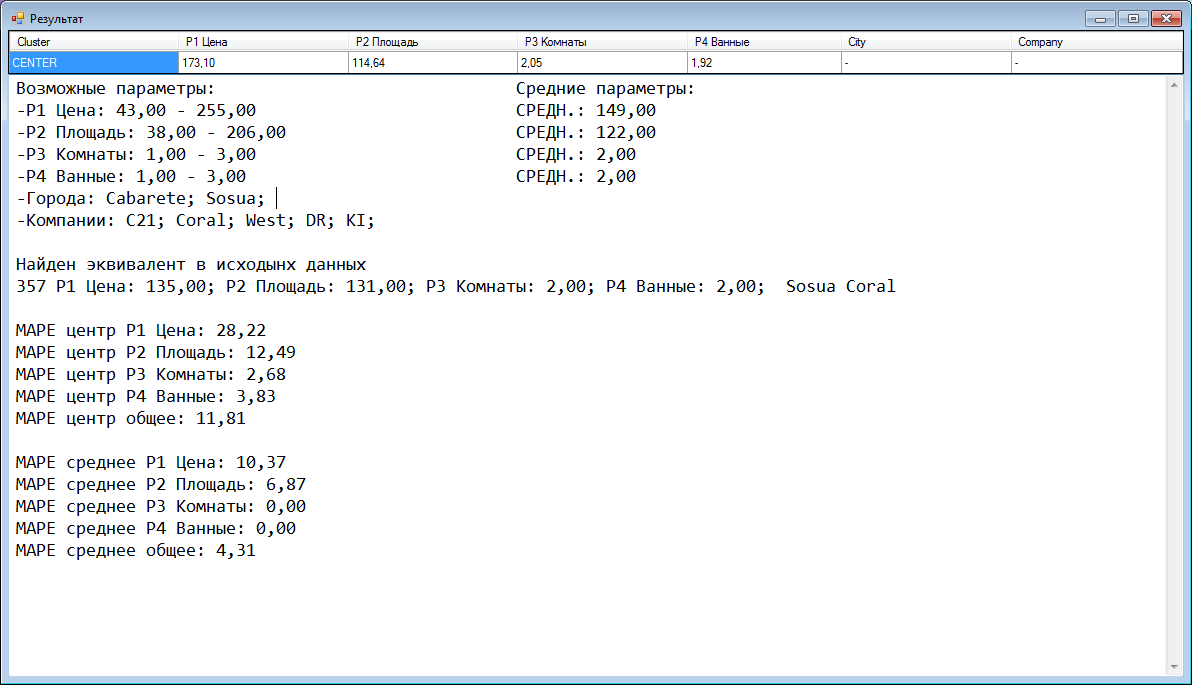 Результат
Cluster P1 Цена P2 Площадь P3 Комнаты P4 Ванные City Company
CENTER 173,10 114,64 2,05 1,92 - -
Возможные параметры: Средние параметры:
-P1 Цена: 43,00 - 255,00 СРЕДН.: 149,00
-P2 Площадь: 38,00 - 206,00 СРЕДН.: 122,00
-P3 Комнаты: 1,00 - 3,00 СРЕДН.: 2,00
-P4 Ванные: 1,00 - 3,00 СРЕДН.: 2,00
-Города: Cabarete; Sosua;
-Компании: C21; Coral; West; DR; KI;
Найден эквивалент в исходынх данных
357 P1 Цена: 135,00; P2 Площадь: 131,00; P3 Комнаты: 2,00; P4 Ванные: 2,00; Sosua Coral
MAPE центр P1 Цена: 28,22
MAPE центр P2 Площадь: 12,49
MAPE центр P3 Комнаты: 2,68
MAPE центр P4 Ванные: 3,83
MAPE центр общее: 11,81
MAPE среднее P1 Цена: 10,37
MAPE среднее P2 Площадь: 6,87
MAPE среднее P3 Комнаты: 0,00
MAPE среднее P4 Ванные: 0,00
MAPE среднее общее: 4,31